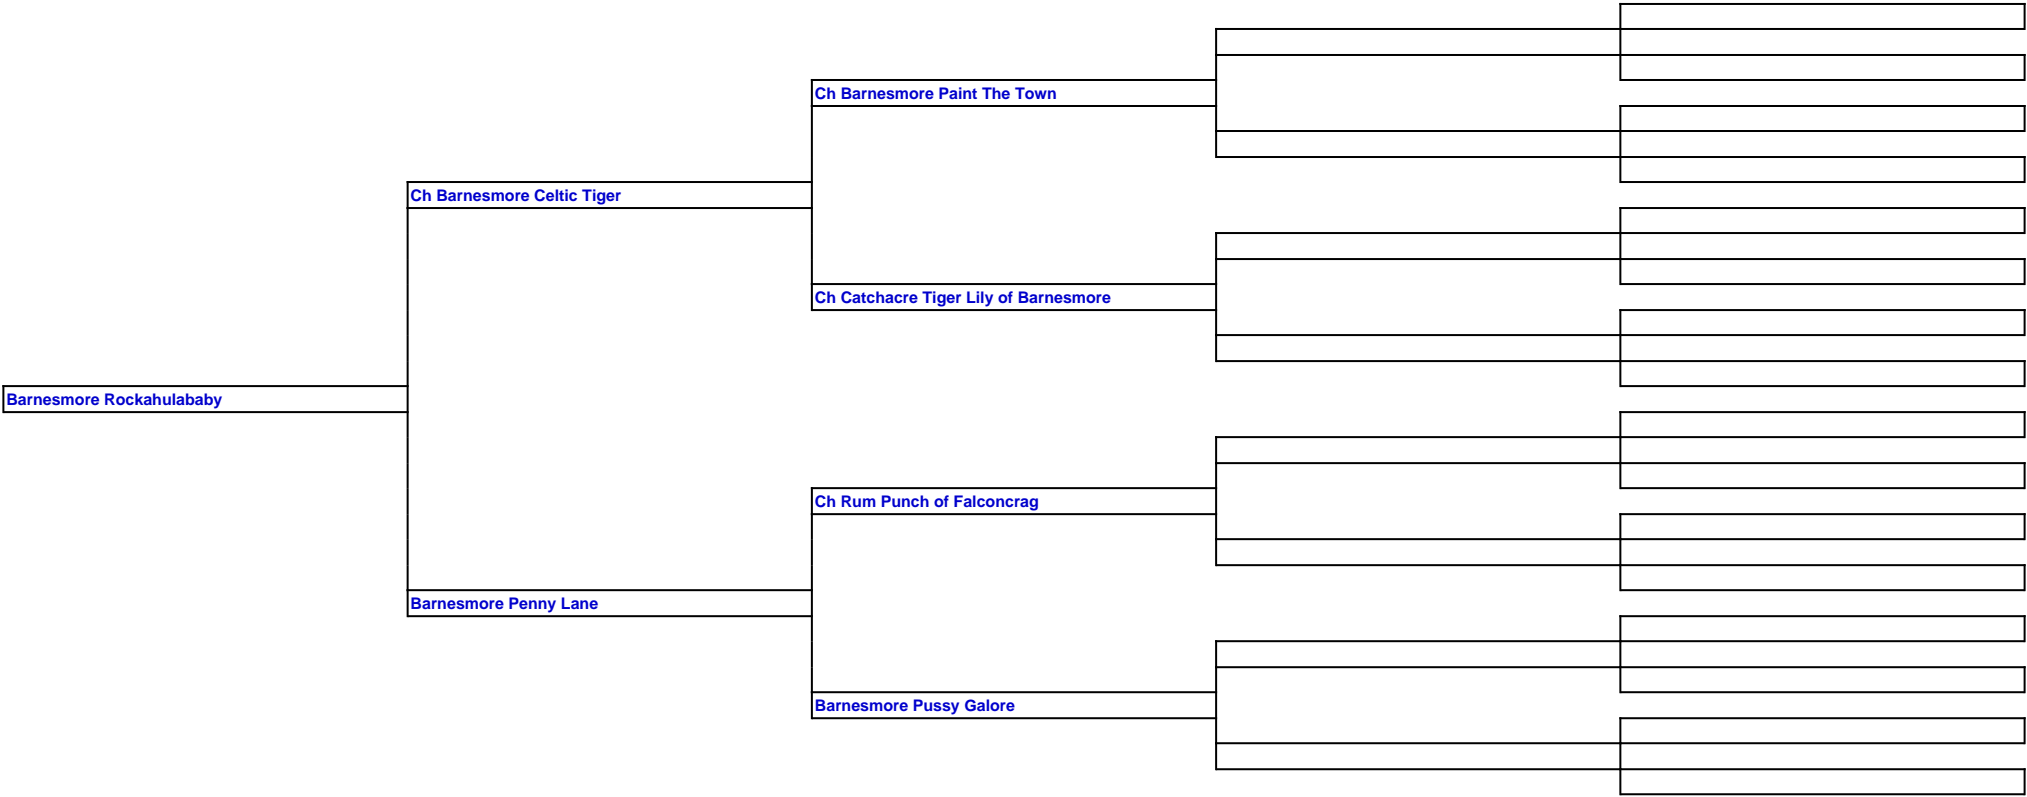 Ch Barnesmore Paint The Town
Ch Barnesmore Celtic Tiger
Ch Catchacre Tiger Lily of Barnesmore
Barnesmore Rockahulababy
Ch Rum Punch of Falconcrag
Barnesmore Penny Lane
Barnesmore Pussy Galore